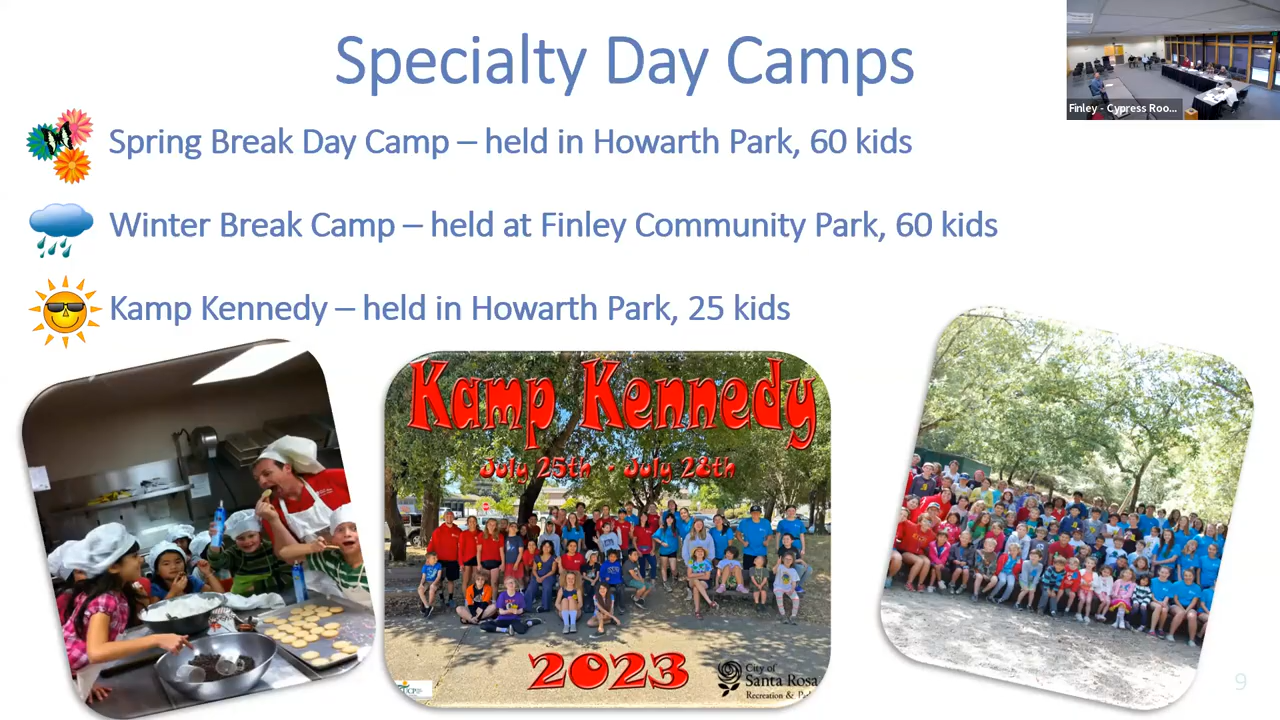 Specialty Day Camps
Finley - Cypress Roo...
Spring Break Day Camp – held in Howarth Park, 60 kids
Winter Break Camp – held at Finley Community Park, 60 kids
Kamp Kennedy – held in Howarth Park, 25 kids
Kamp Kennedy
July 25th - July 28th
2023
City of
Santa Rosa
Recreation & Parks
9